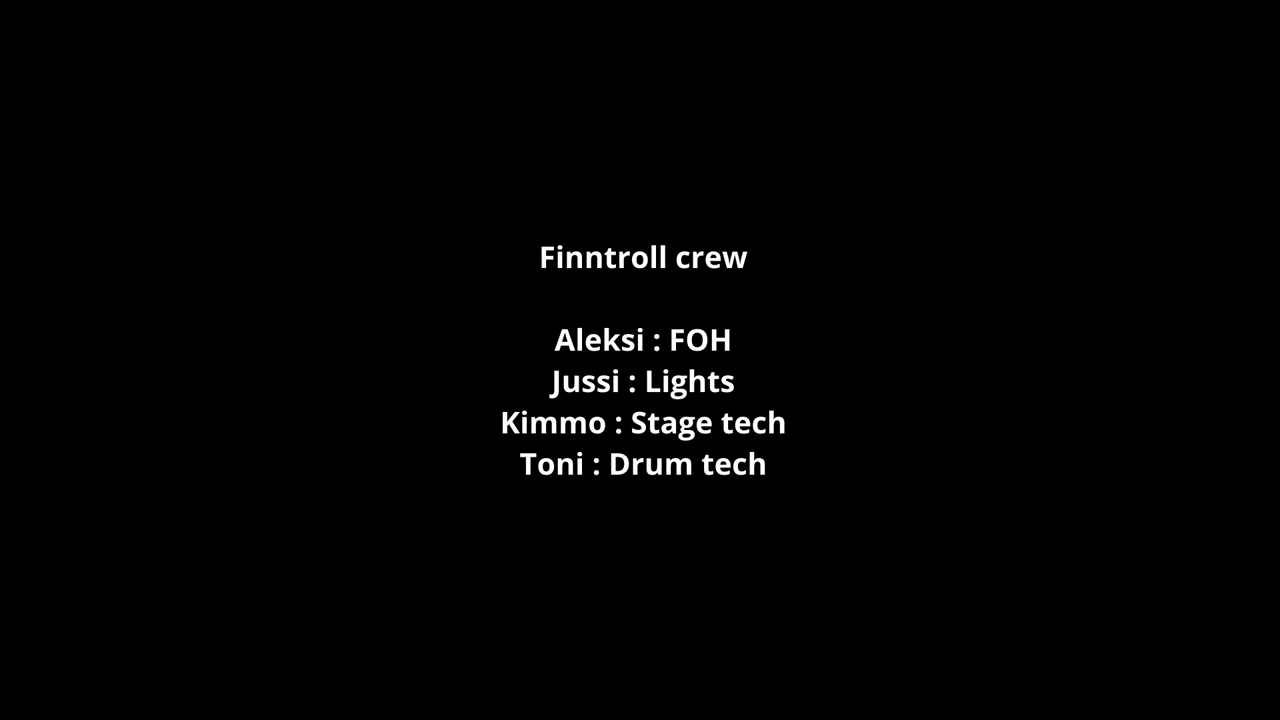 Finntroll crew
Aleksi : FOH
Jussi : Lights
Kimmo : Stage tech
Toni : Drum tech